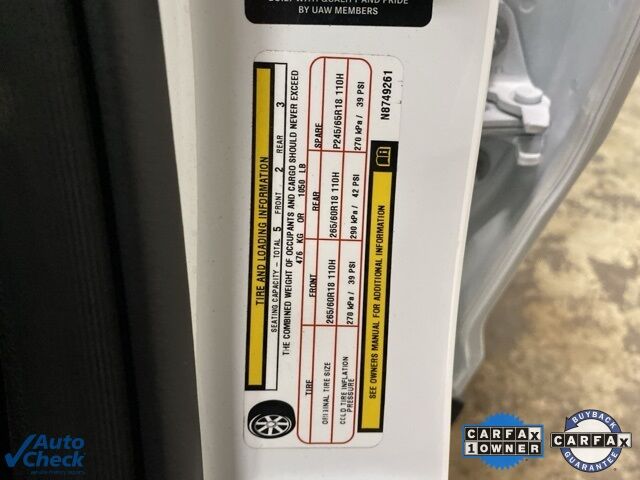 BUILT WITH QUALITY AND PRIDE
BY UAW MEMBERS
TIRE AND LOADING INFORMATION
SEATING CAPACITY - TOTAL 5 FRONT 2 REAR 3
THE COMBINED WEIGHT OF OCCUPANTS AND CARGO SHOULD NEVER EXCEED
476 KG OR 1050 LB
TIRE FRONT REAR SPARE
ORIGINAL TIRE SIZE 265/60R18 110H 265/60R18 110H P245/65R18 110H
COLD TIRE INFLATION PRESSURE 270 kPa / 39 PSI 290 kPa / 42 PSI 270 kPa / 39 PSI
SEE OWNERS MANUAL FOR ADDITIONAL INFORMATION
N8749261
Auto
Check
CARFAX
1 OWNER
BUYBACK
CARFAX
GUARANTEE